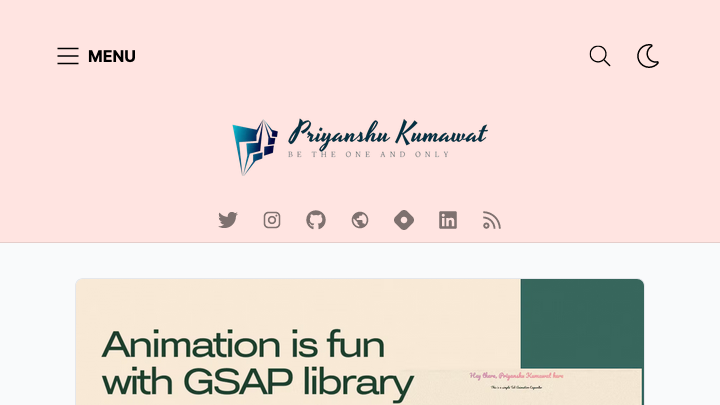 MENU
Priyanshu Kumawat
BE THE ONE AND ONLY
Animation is fun
with GSAP library
Hey there, Priyanshu Kumawat here